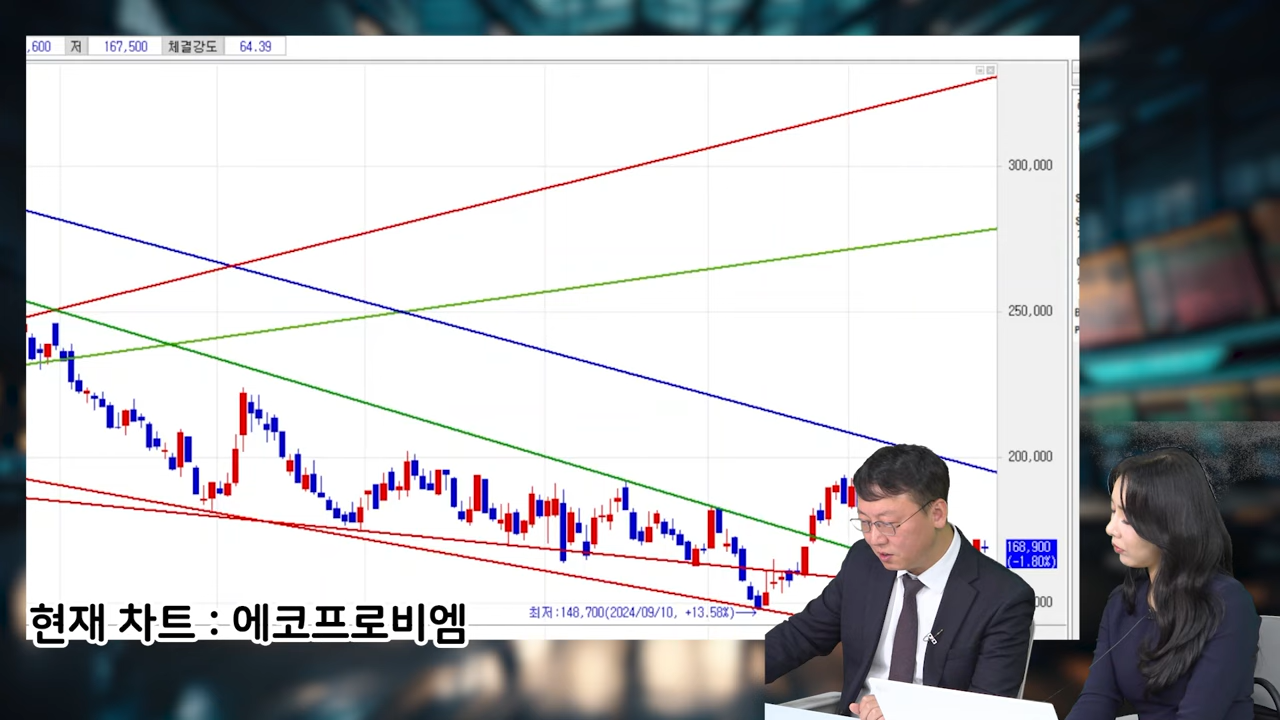 ,600 저 167,500 체결강도 64.39
300,000
250,000
200,000
168,900
(-1.80%)
000
최저:148,700(2024/09/10, +13.58%)→
현재 차트 : 에코프로비엠